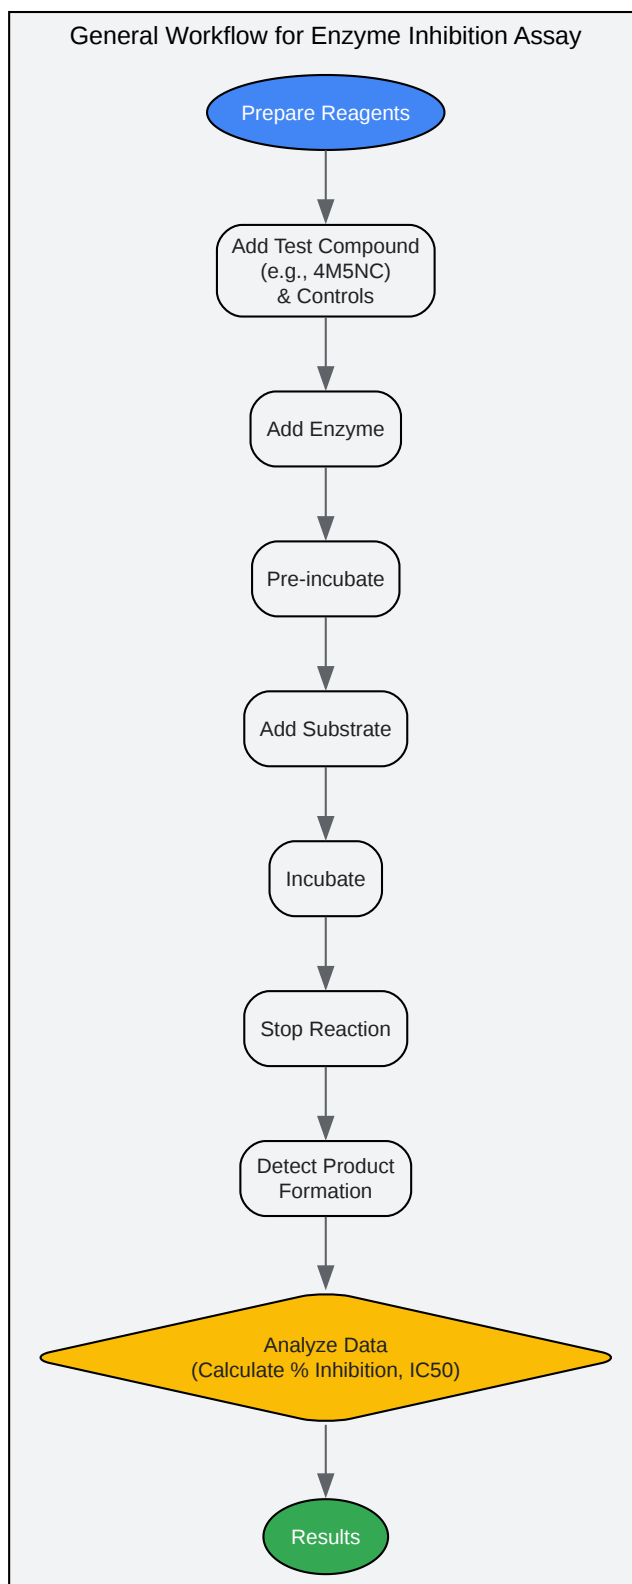 General Workflow for Enzyme Inhibition Assay
Prepare Reagents
Add Test Compound
(e.g., 4M5NC)
& Controls
Add Enzyme
Pre-incubate
Add Substrate
Incubate
Stop Reaction
Detect Product
Formation
Analyze Data
(Calculate % Inhibition, IC50)
Results